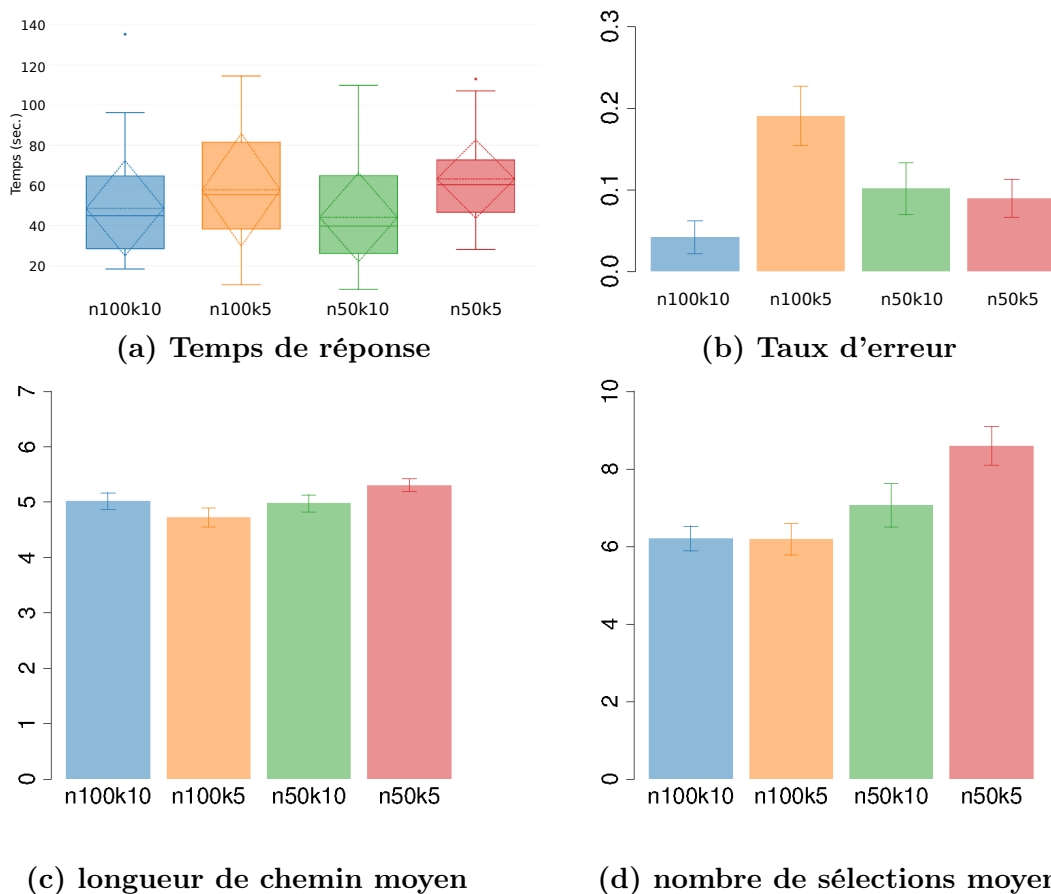 140
120
100
80
60
40
20
Temps (sec.)
n100k10 n100k5 n50k10 n50k5
(a) Temps de réponse
0.3
0.2
0.1
0.0
n100k10 n100k5 n50k10 n50k5
(b) Taux d'erreur
7
6
5
4
3
2
1
0
n100k10 n100k5 n50k10 n50k5
(c) longueur de chemin moyen
10
8
6
4
2
0
n100k10 n100k5 n50k10 n50k5
(d) nombre de sélections moyen